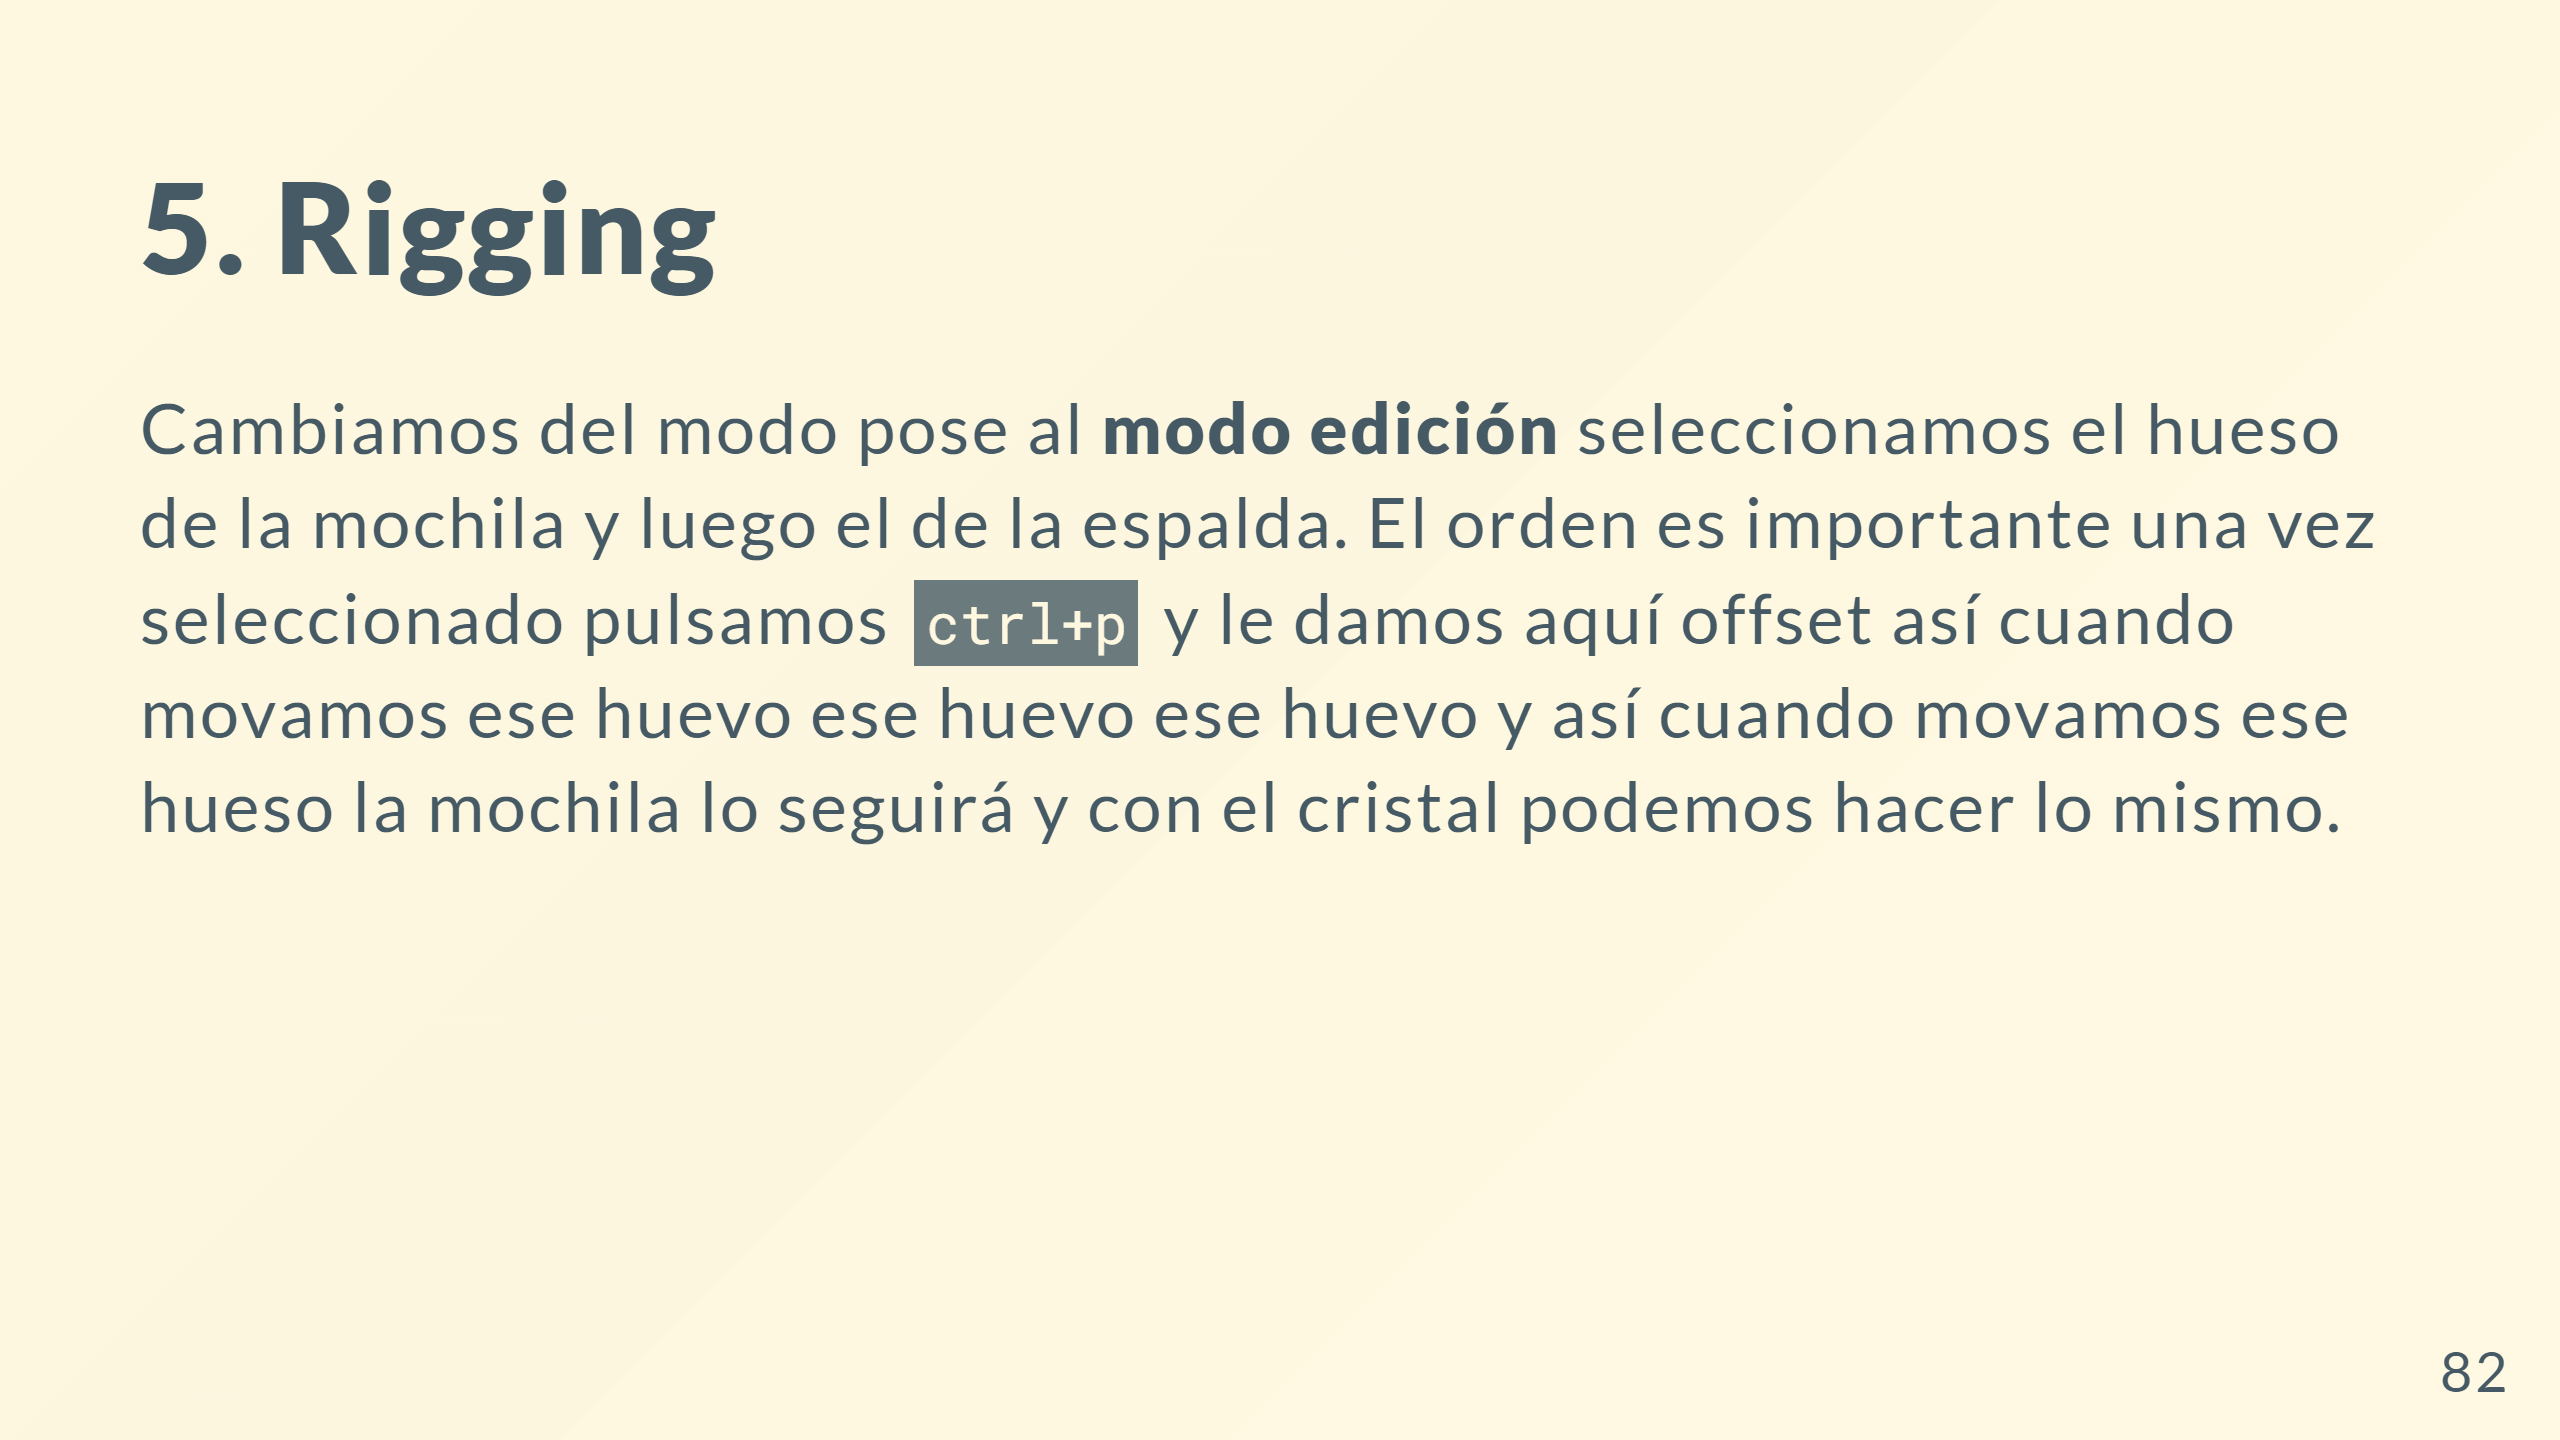 5. Rigging
Cambiamos del modo pose al modo edición seleccionamos el hueso
de la mochila y luego el de la espalda. El orden es importante una vez
seleccionado pulsamos ctrl+p y le damos aquí offset así cuando
movamos ese huevo ese huevo ese huevo y así cuando movamos ese
hueso la mochila lo seguirá y con el cristal podemos hacer lo mismo.
82